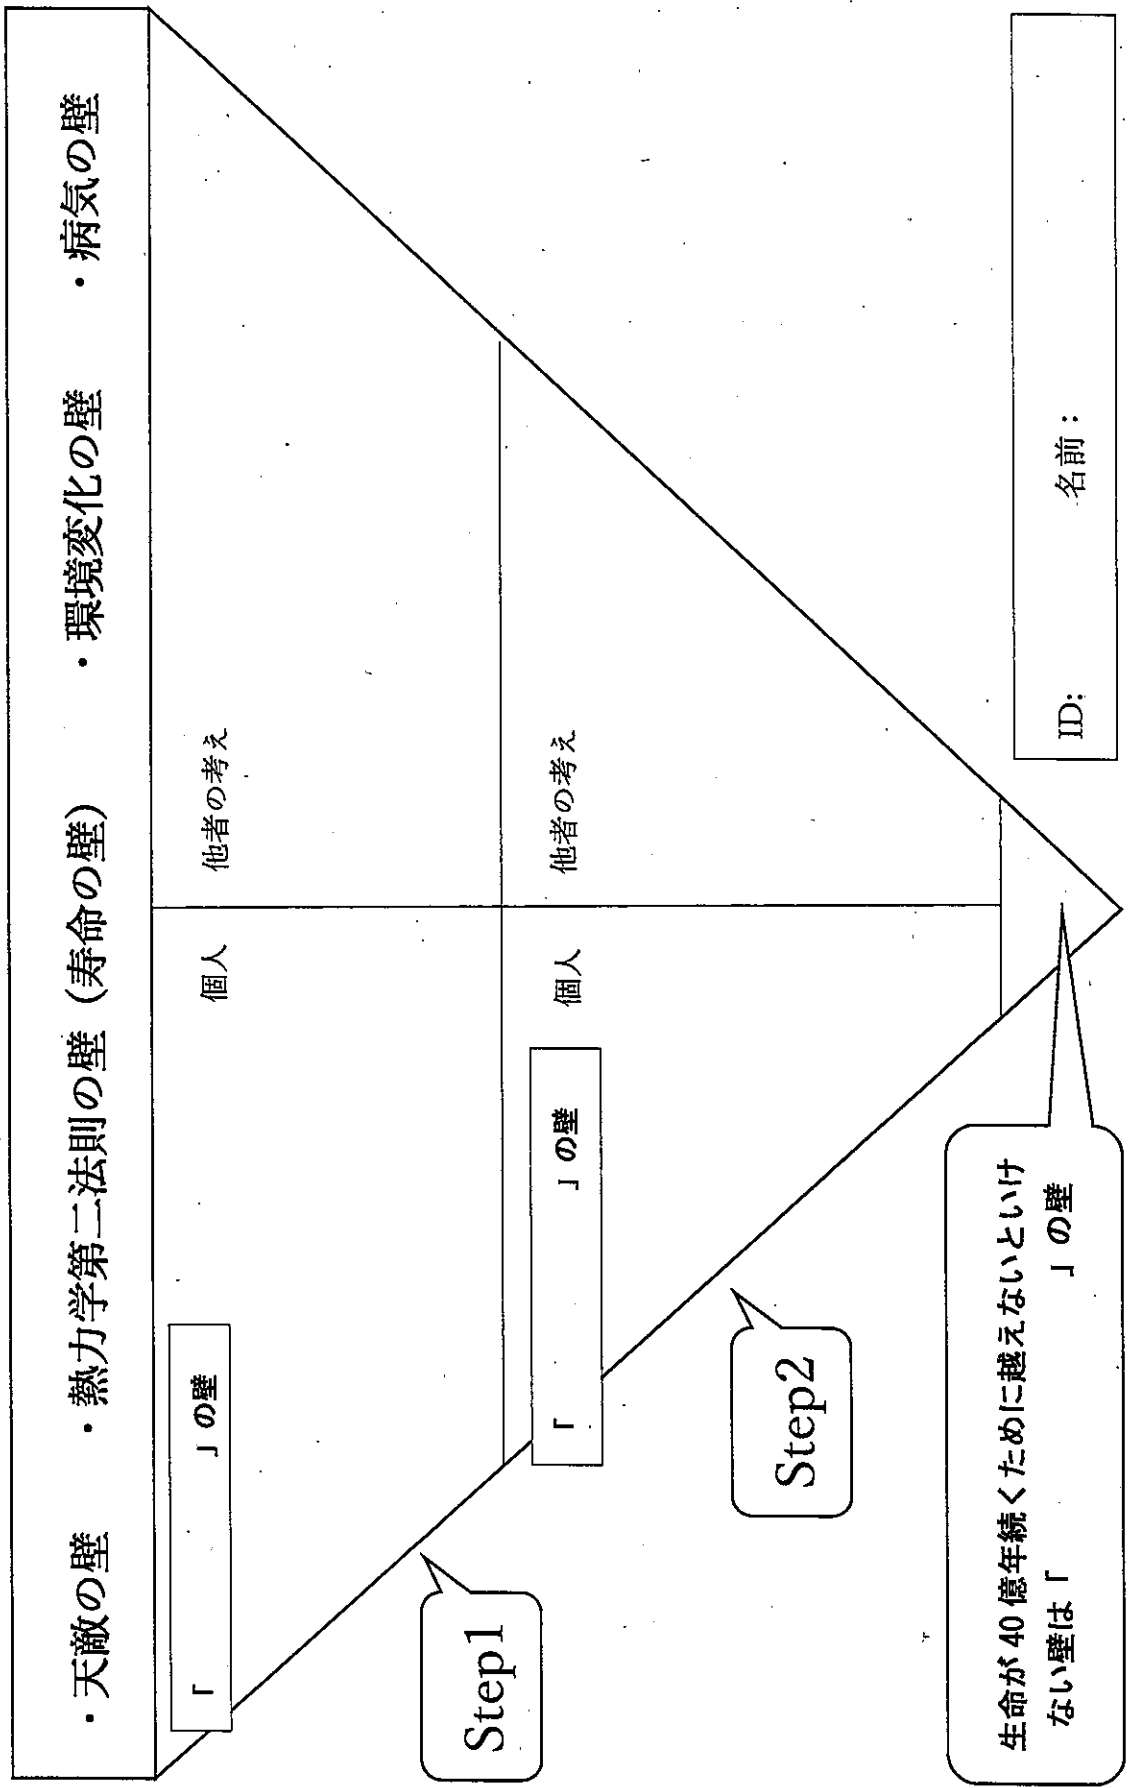 ・天敵の壁　・熱力学第二法則の壁（寿命の壁）　・環境変化の壁　・病気の壁
「　　　　　　」の壁
個人
他者の考え
Step1
「　　　　　　」の壁
個人
他者の考え
Step2
生命が40億年続くために越えないといけ
ない壁は「　　　　　　　　　　　　」の壁
ID:　　　　　　名前：